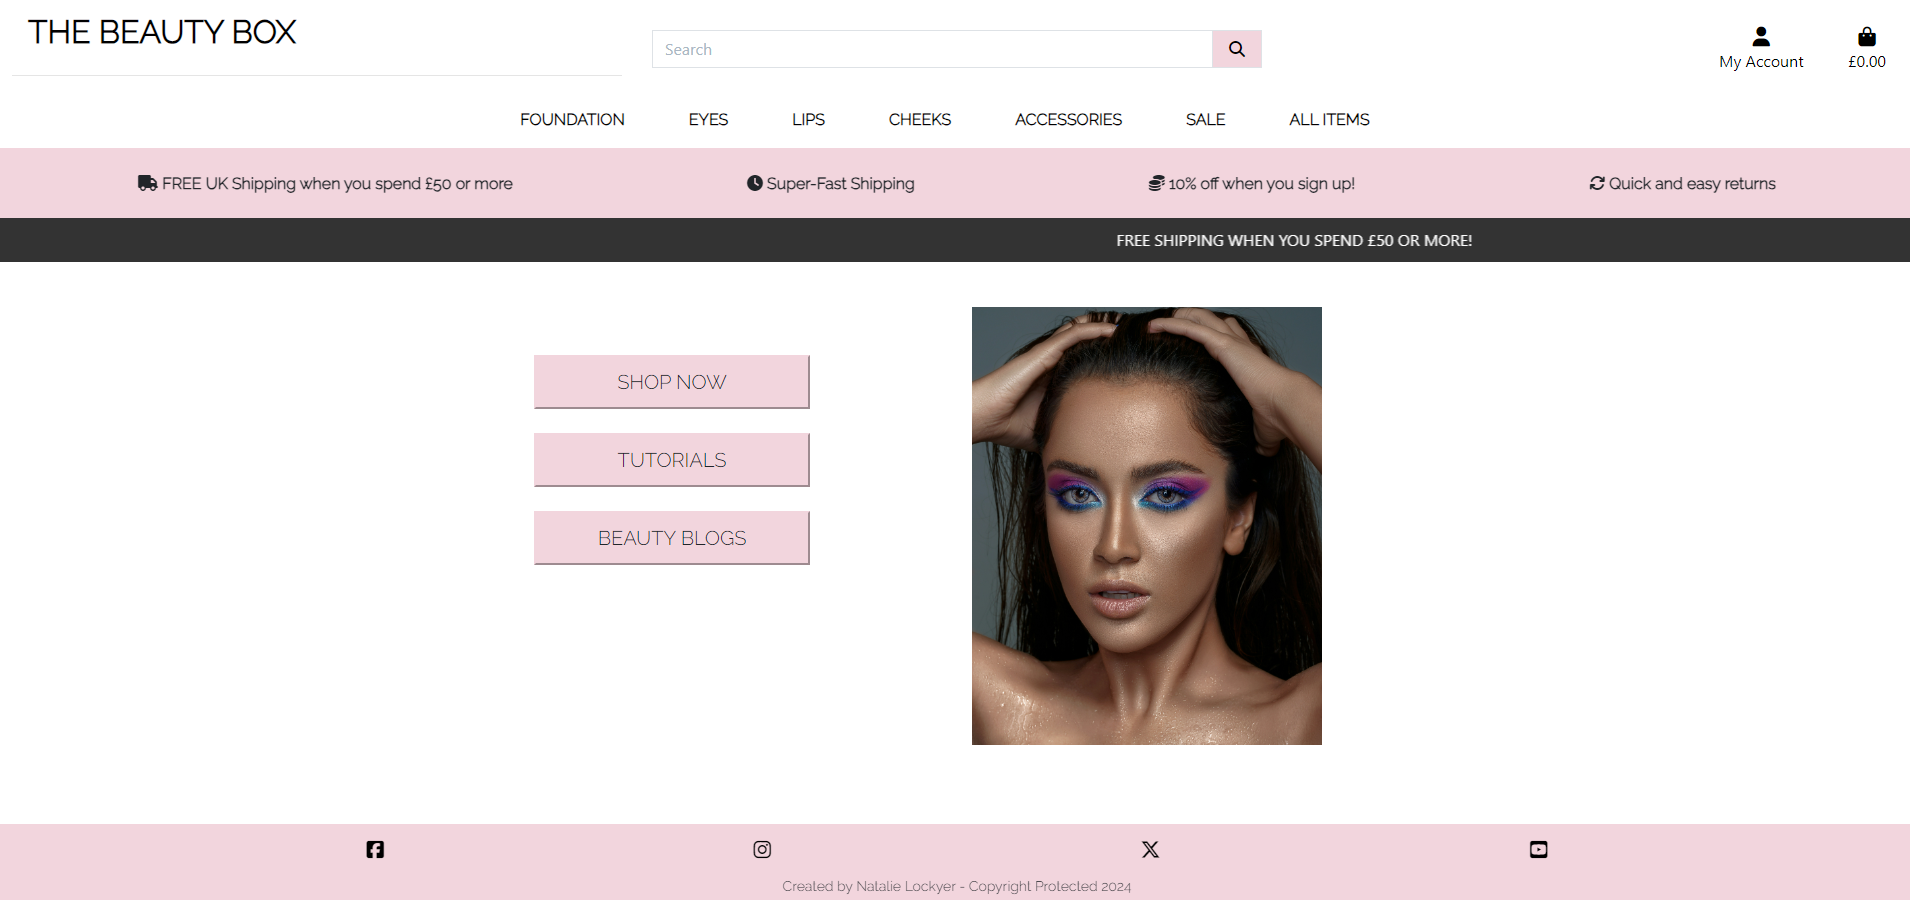 THE BEAUTY BOX
Search
My Account
£0.00
FOUNDATION EYES LIPS CHEEKS ACCESSORIES SALE ALL ITEMS
FREE UK Shipping when you spend £50 or more Super-Fast Shipping 10% off when you sign up! Quick and easy returns
FREE SHIPPING WHEN YOU SPEND £50 OR MORE!
SHOP NOW
TUTORIALS
BEAUTY BLOGS
Created by Natalie Lockyer - Copyright Protected 2024